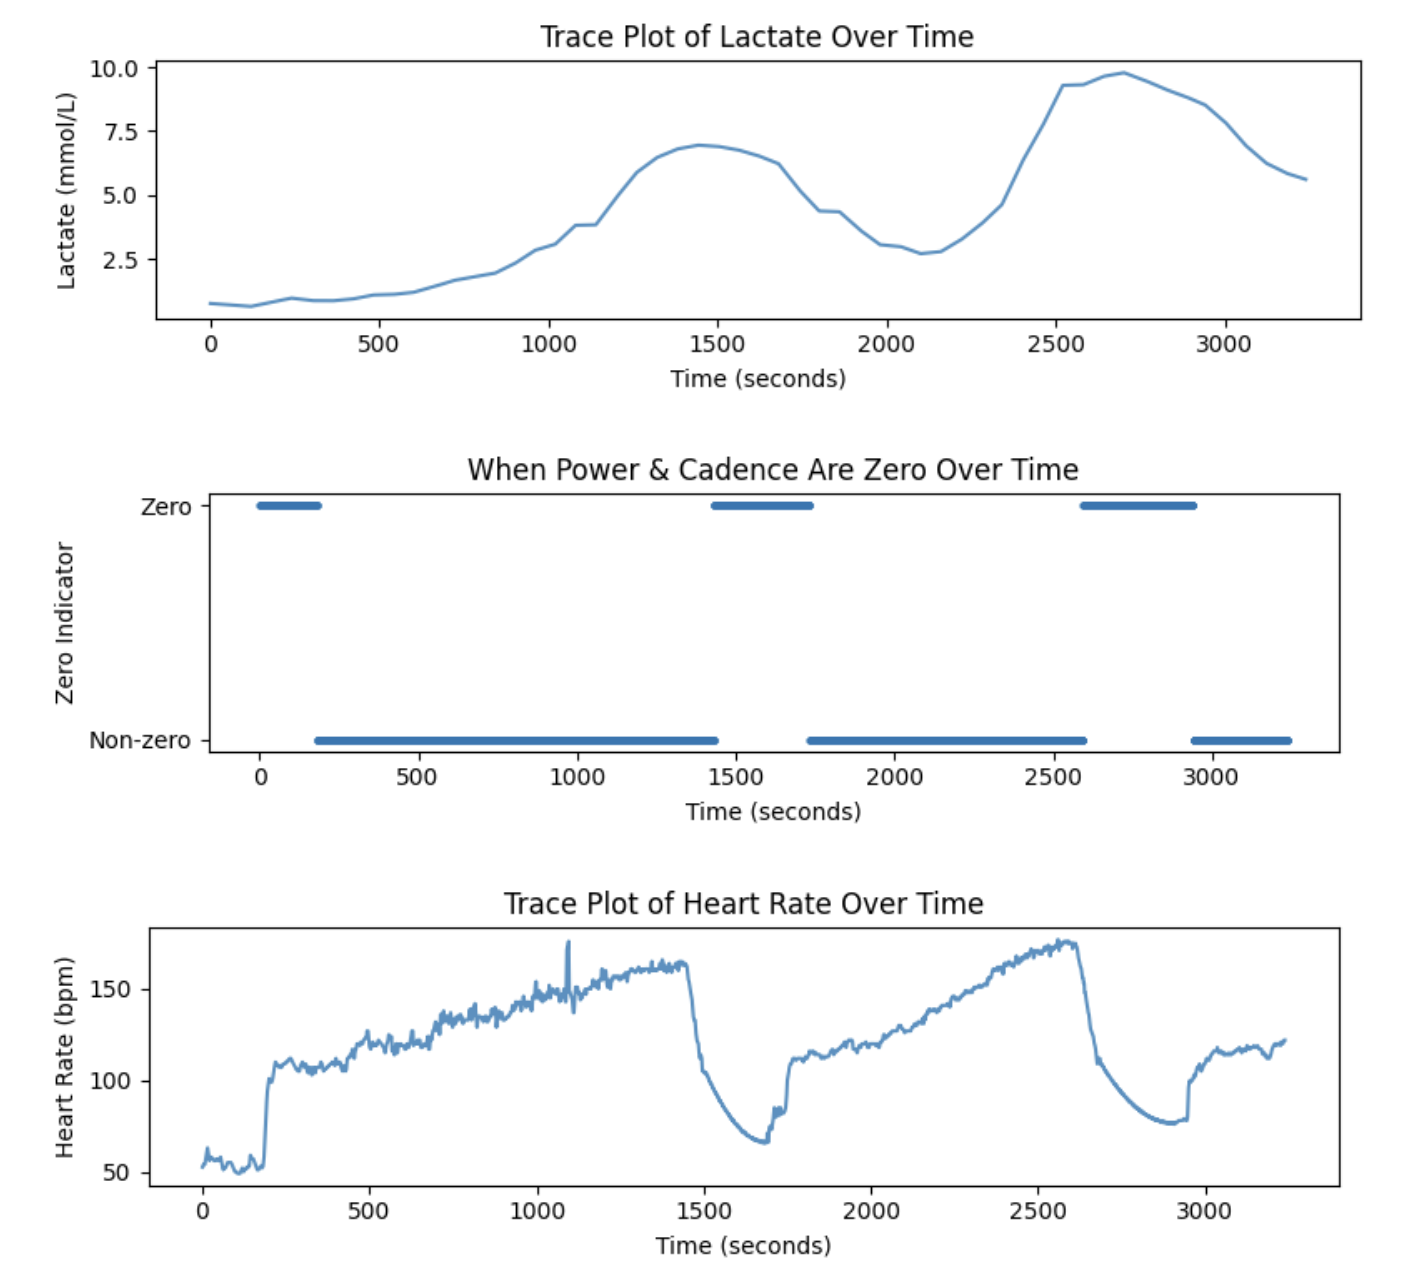 Trace Plot of Lactate Over Time
10.0
7.5
5.0
2.5
Lactate (mmol/L)
0 500 1000 1500 2000 2500 3000
Time (seconds)
When Power & Cadence Are Zero Over Time
Zero
Non-zero
Zero Indicator
0 500 1000 1500 2000 2500 3000
Time (seconds)
Trace Plot of Heart Rate Over Time
150
100
50
Heart Rate (bpm)
0 500 1000 1500 2000 2500 3000
Time (seconds)